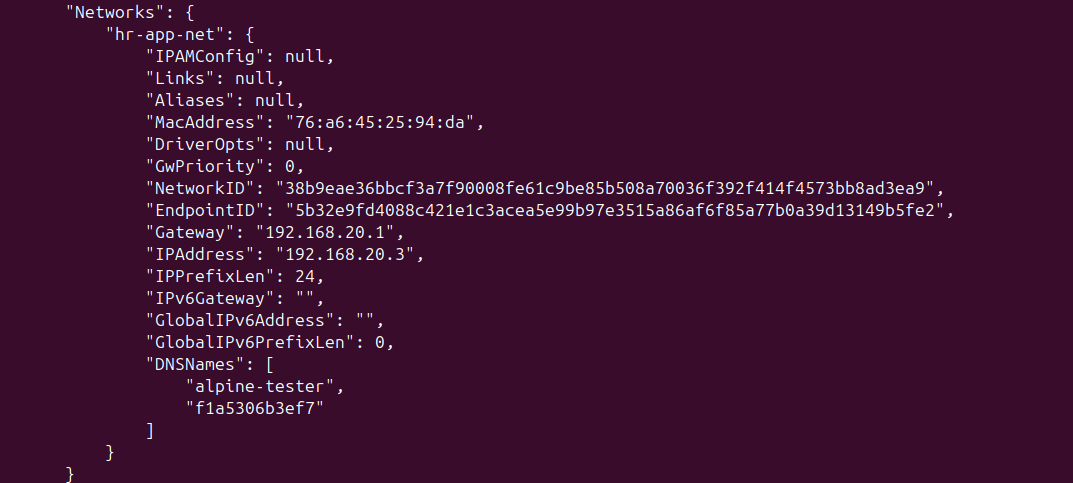 "Networks": {
"hr-app-net": {
"IPAMConfig": null,
"Links": null,
"Aliases": null,
"MacAddress": "76:a6:45:25:94:da",
"DriverOpts": null,
"GwPriority": 0,
"NetworkID": "38b9eae36bbcf3a7f90008fe61c9be85b508a70036f392f414f4573bb8ad3ea9",
"EndpointID": "5b32e9fd4088c421e1c3acea5e99b97e3515a86af6f85a77b0a39d13149b5fe2",
"Gateway": "192.168.20.1",
"IPAddress": "192.168.20.3",
"IPPrefixLen": 24,
"IPv6Gateway": "",
"GlobalIPv6Address": "",
"GlobalIPv6PrefixLen": 0,
"DNSNames": [
"alpine-tester",
"f1a5306b3ef7"
]
}
}